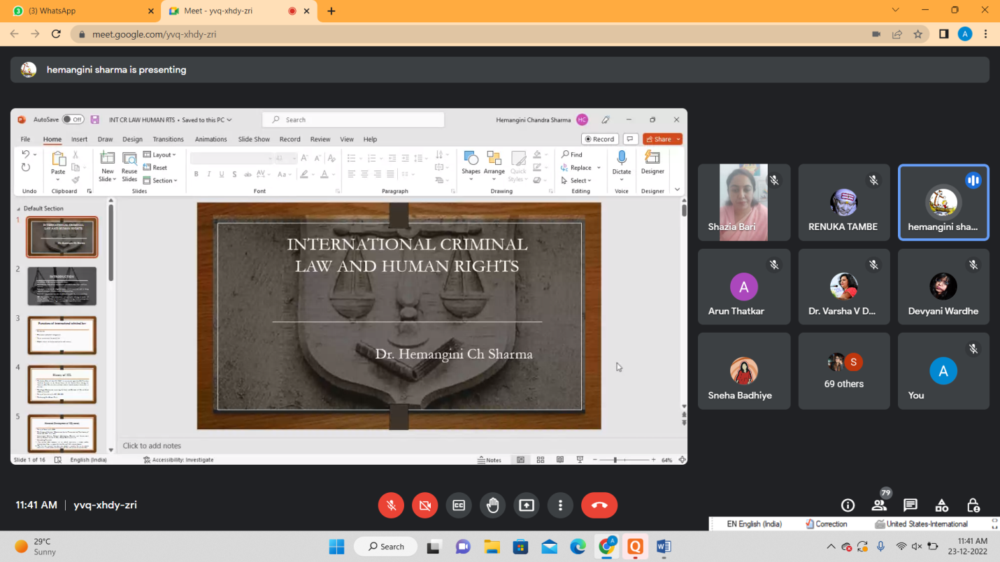 (3) WhatsApp
Meet - yvq-xhdy-zri
meet.google.com/yvq-xhdy-zri
A
hemangini sharma is presenting
AutoSave Off
INT CR LAW HUMAN RTS • Saved to this PC
Search
Hemangini Chandra Sharma HC
File Home Insert Draw Design Transitions Animations Slide Show Record Review View Help
Record
Share
Undo
Paste
Clipboard
New Slide
Reuse Slides
Layout
Reset
Section
Slides
Font
Paragraph
Shapes Arrange Quick Styles
Drawing
Find
Replace
Select
Editing
Dictate
Voice
Designer
Designer
Default Section
1
INTERNATIONAL CRIMINAL
LAW AND HUMAN RIGHTS
Dr. Hemangini Ch Sharma
2
INTRODUCTION
3
Functions of international criminal law
4
History of ICL
5
INTERNATIONAL CRIMINAL
LAW AND HUMAN RIGHTS
Dr. Hemangini Ch Sharma
Click to add notes
Slide 1 of 16 English (India) Accessibility: Investigate Notes 64%
Shazia Bari
RENUKA TAMBE
hemangini sha...
A
Arun Thatkar
Dr. Varsha V D...
Devyani Wardhe
Sneha Badhiye
S
69 others
A
You
11:41 AM | yvq-xhdy-zri
79
EN English (India) Correction United States-International
29°C
Sunny
Search
11:41 AM
23-12-2022